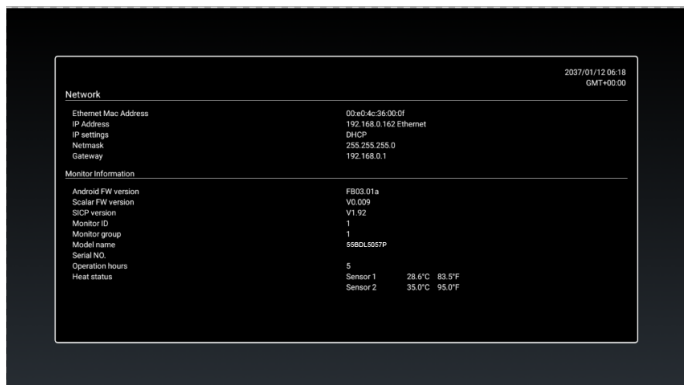 2037/01/12 06:18
GMT+00:00
Network
Ethernet Mac Address 00:e0:4c:36:00:0f
IP Address 192.168.0.162 Ethernet
IP settings DHCP
Netmask 255.255.255.0
Gateway 192.168.0.1
Monitor Information
Android FW version FB03.01a
Scalar FW version V0.009
SICP version V1.92
Monitor ID 1
Monitor group 1
Model name 55BDL5057P
Serial NO.
Operation hours 5
Heat status Sensor 1 28.6°C 83.5°F
Sensor 2 35.0°C 95.0°F